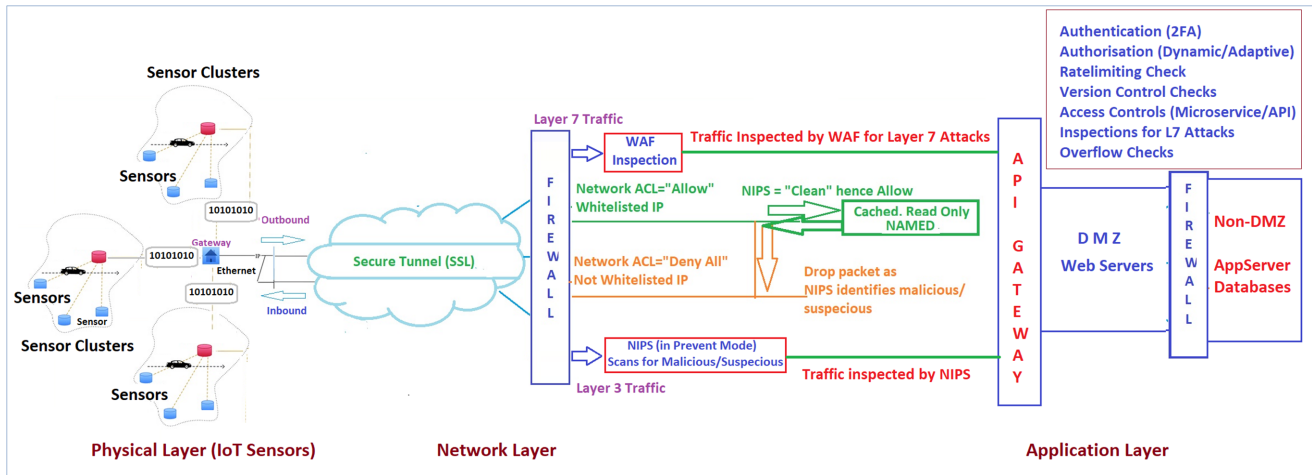 Authentication (2FA)
Authorisation (Dynamic/Adaptive)
Ratelimiting Check
Version Control Checks
Access Controls (Microservice/API)
Inspections for L7 Attacks
Overflow Checks
Sensor Clusters
Sensors
10101010
Outbound
Gateway
10101010
Ethernet
10101010
Inbound
Sensors
Sensor
Sensor Clusters
Sensors
Secure Tunnel (SSL)
Layer 7 Traffic
FIREWALL
WAF
Inspection
Traffic Inspected by WAF for Layer 7 Attacks
Network ACL="Allow"
Whitelisted IP
NIPS = "Clean" hence Allow
Cached. Read Only
NAMED
Network ACL="Deny All"
Not Whitelisted IP
Drop packet as
NIPS identifies malicious/
suspecious
NIPS (in Prevent Mode)
Scans for Malicious/Suspecious
Traffic inspected by NIPS
Layer 3 Traffic
API GATEWAY
D M Z
Web Servers
FIREWALL
Non-DMZ
AppServer
Databases
Physical Layer (IoT Sensors)
Network Layer
Application Layer